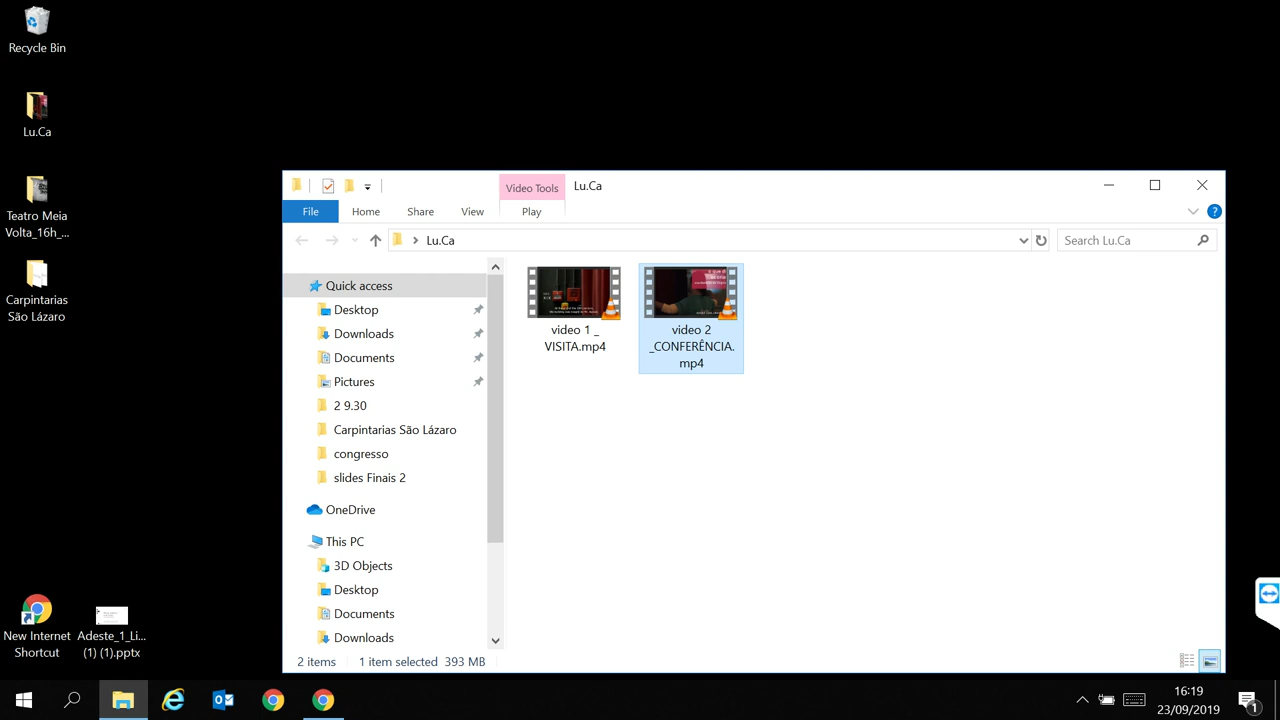 Recycle Bin
Lu.Ca
Teatro Meia
Volta_16h_...
Carpintarias
São Lázaro
New Internet
Shortcut
Adeste_1_Li...
(1) (1).pptx
Video Tools
Lu.Ca
File
Home
Share
View
Play
?
Lu.Ca
Search Lu.Ca
Quick access
Desktop
Downloads
Documents
Pictures
2 9.30
Carpintarias São Lázaro
congresso
slides Finais 2
OneDrive
This PC
3D Objects
Desktop
Documents
Downloads
video 1 _
VISITA.mp4
video 2
_CONFERÊNCIA.
mp4
2 items
1 item selected 393 MB
16:19
23/09/2019
1